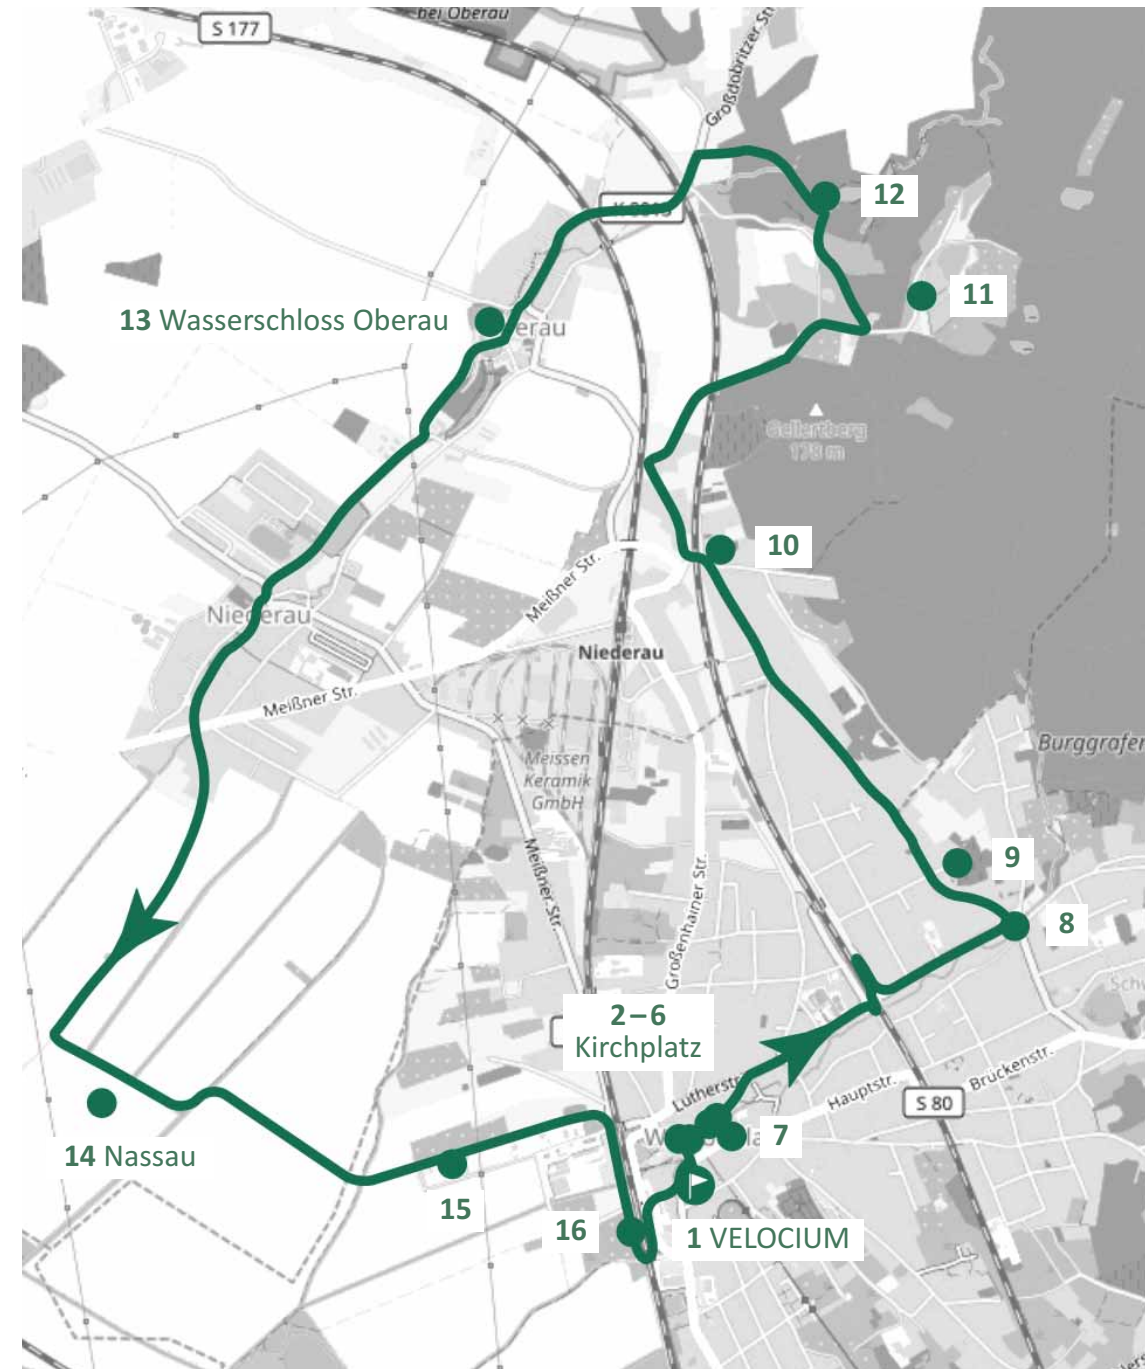 bei Oberau
S 177
Großdobritzer
12
11
13 Wasserschloss Oberau
Gellertberg
178 m
10
Meißner Str.
Niederau
Niederau
Meißner Str.
Meissen
Keramik
GmbH
Burggrafen
Meißner Str.
Großenhainer Str.
9
8
2–6
Kirchplatz
Lutherstr.
Hauptstr.
Brückenstr.
S 80
7
14 Nassau
15
16
1 VELOCIUM